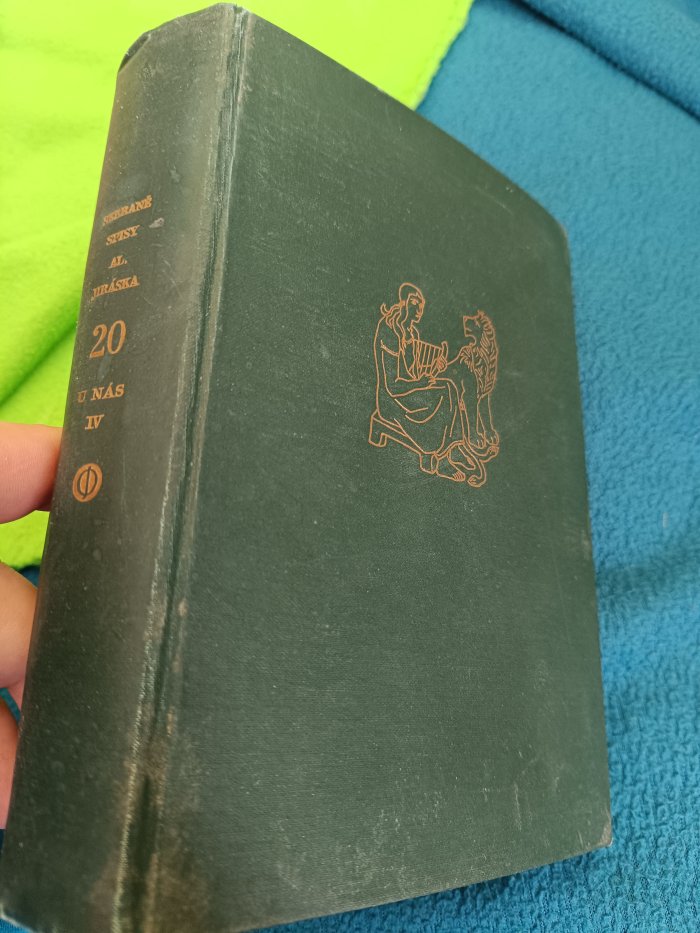 SEBRANÉ
SPISY
AL.
JIRÁSKA
20
U NÁS
IV